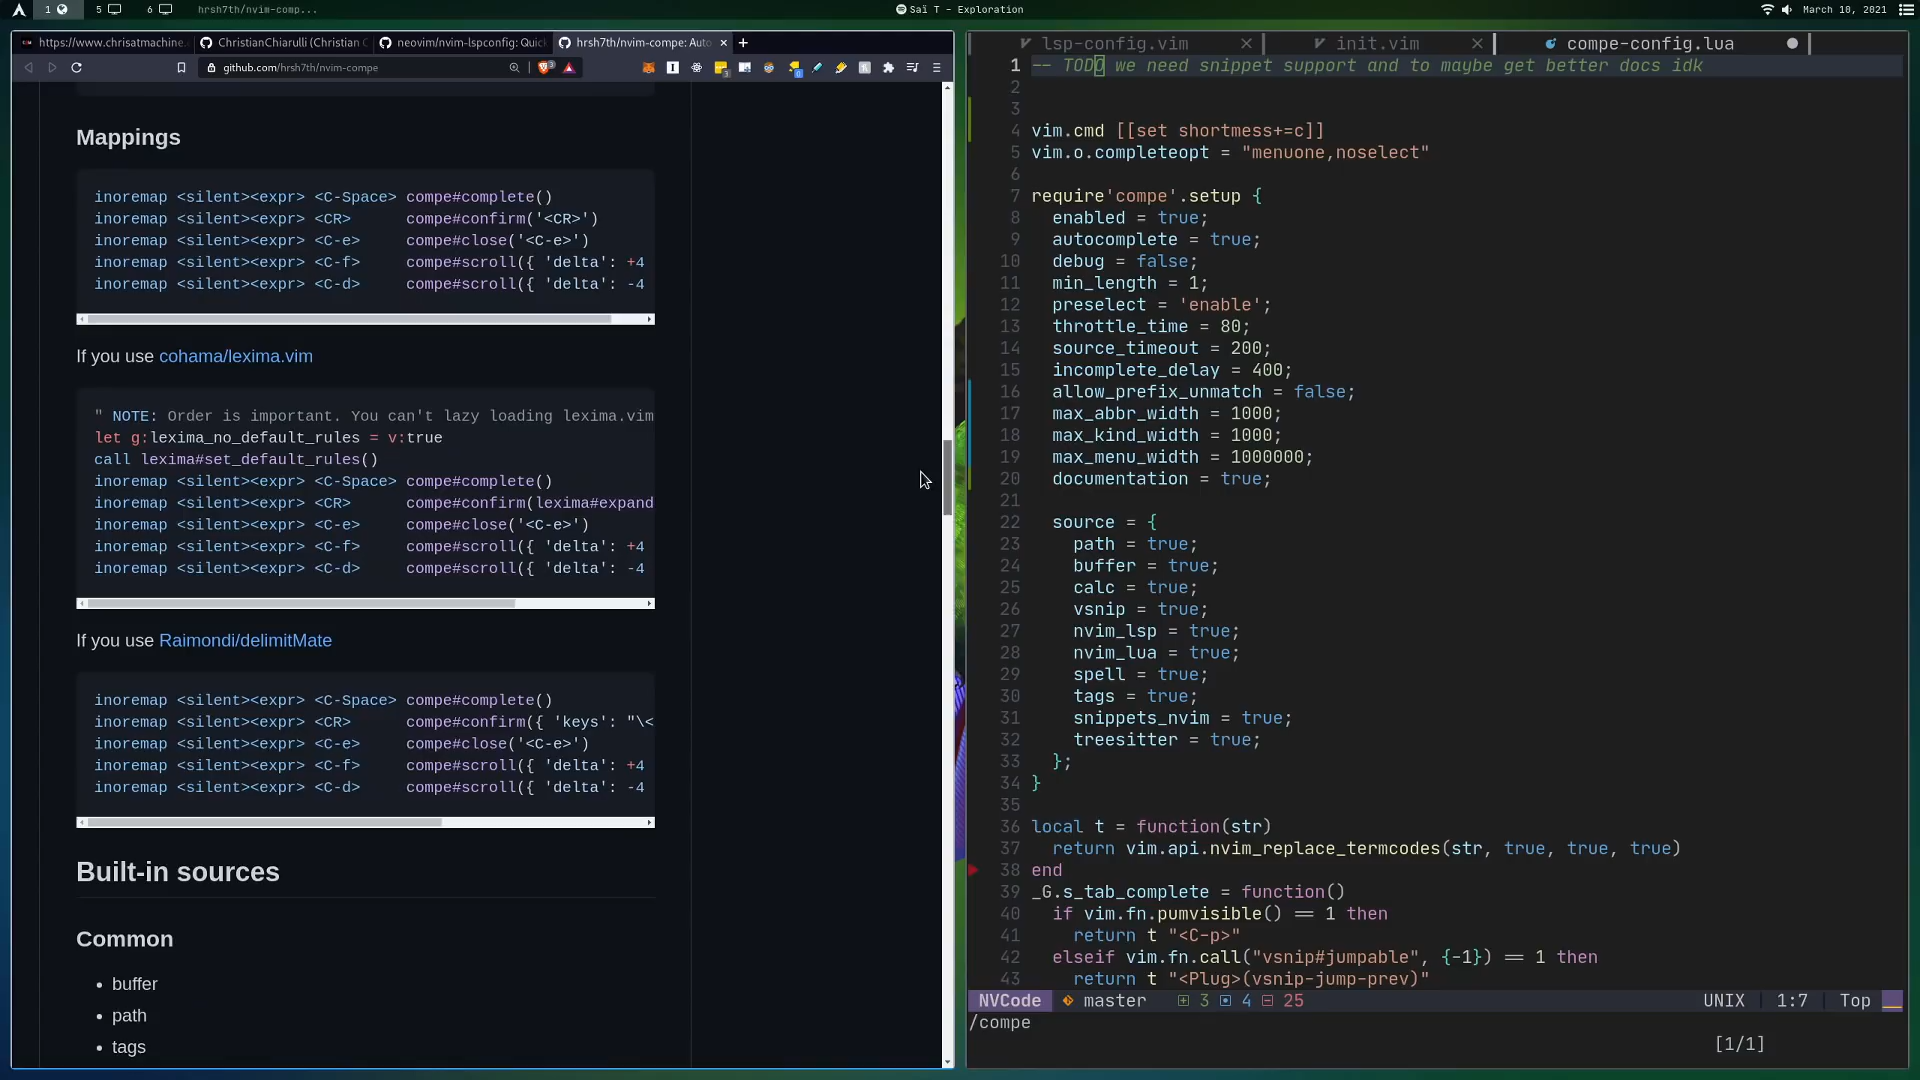 1 5 6 hrsh7th/nvim-comp... Saï T - Exploration March 10, 2021
https://www.chrisatmachine. ChristianChiarulli (Christian C neovim/nvim-lspconfig: Quick hrsh7th/nvim-compe: Auto
github.com/hrsh7th/nvim-compe
Mappings
inoremap <silent><expr> <C-Space> compe#complete()
inoremap <silent><expr> <CR>      compe#confirm('<CR>')
inoremap <silent><expr> <C-e>     compe#close('<C-e>')
inoremap <silent><expr> <C-f>     compe#scroll({ 'delta': +4
inoremap <silent><expr> <C-d>     compe#scroll({ 'delta': -4
If you use cohama/lexima.vim
" NOTE: Order is important. You can't lazy loading lexima.vim
let g:lexima_no_default_rules = v:true
call lexima#set_default_rules()
inoremap <silent><expr> <C-Space> compe#complete()
inoremap <silent><expr> <CR>      compe#confirm(lexima#expand
inoremap <silent><expr> <C-e>     compe#close('<C-e>')
inoremap <silent><expr> <C-f>     compe#scroll({ 'delta': +4
inoremap <silent><expr> <C-d>     compe#scroll({ 'delta': -4
If you use Raimondi/delimitMate
inoremap <silent><expr> <C-Space> compe#complete()
inoremap <silent><expr> <CR>      compe#confirm({ 'keys': "\<
inoremap <silent><expr> <C-e>     compe#close('<C-e>')
inoremap <silent><expr> <C-f>     compe#scroll({ 'delta': +4
inoremap <silent><expr> <C-d>     compe#scroll({ 'delta': -4
Built-in sources
Common
• buffer
• path
• tags
lsp-config.vim init.vim compe-config.lua
1 -- TODO we need snippet support and to maybe get better docs idk
2
3
4 vim.cmd [[set shortmess+=c]]
5 vim.o.completeopt = "menuone,noselect"
6
7 require'compe'.setup {
8   enabled = true;
9   autocomplete = true;
10   debug = false;
11   min_length = 1;
12   preselect = 'enable';
13   throttle_time = 80;
14   source_timeout = 200;
15   incomplete_delay = 400;
16   allow_prefix_unmatch = false;
17   max_abbr_width = 1000;
18   max_kind_width = 1000;
19   max_menu_width = 1000000;
20   documentation = true;
21
22   source = {
23     path = true;
24     buffer = true;
25     calc = true;
26     vsnip = true;
27     nvim_lsp = true;
28     nvim_lua = true;
29     spell = true;
30     tags = true;
31     snippets_nvim = true;
32     treesitter = true;
33   };
34 }
35
36 local t = function(str)
37   return vim.api.nvim_replace_termcodes(str, true, true, true)
38 end
39 _G.s_tab_complete = function()
40   if vim.fn.pumvisible() == 1 then
41     return t "<C-p>"
42   elseif vim.fn.call("vsnip#jumpable", {-1}) == 1 then
43     return t "<Plug>(vsnip-jump-prev)"
NVCode master 3 4 25 UNIX 1:7 Top
/compe
[1/1]